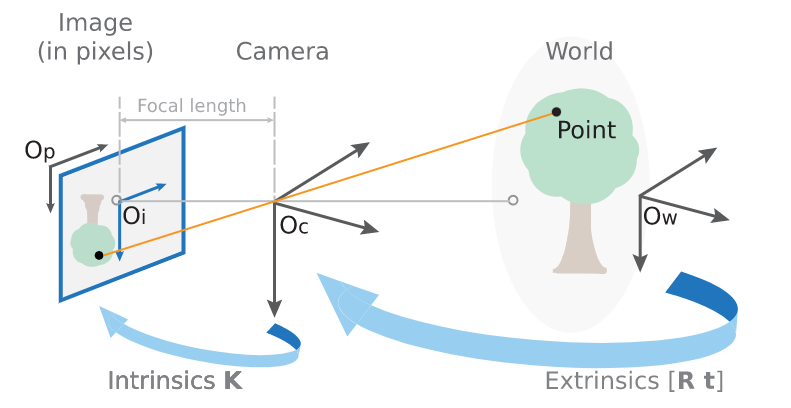 Image
(in pixels)
Camera
World
Focal length
Op
Point
Oi
Oc
Ow
Intrinsics K
Extrinsics [R t]